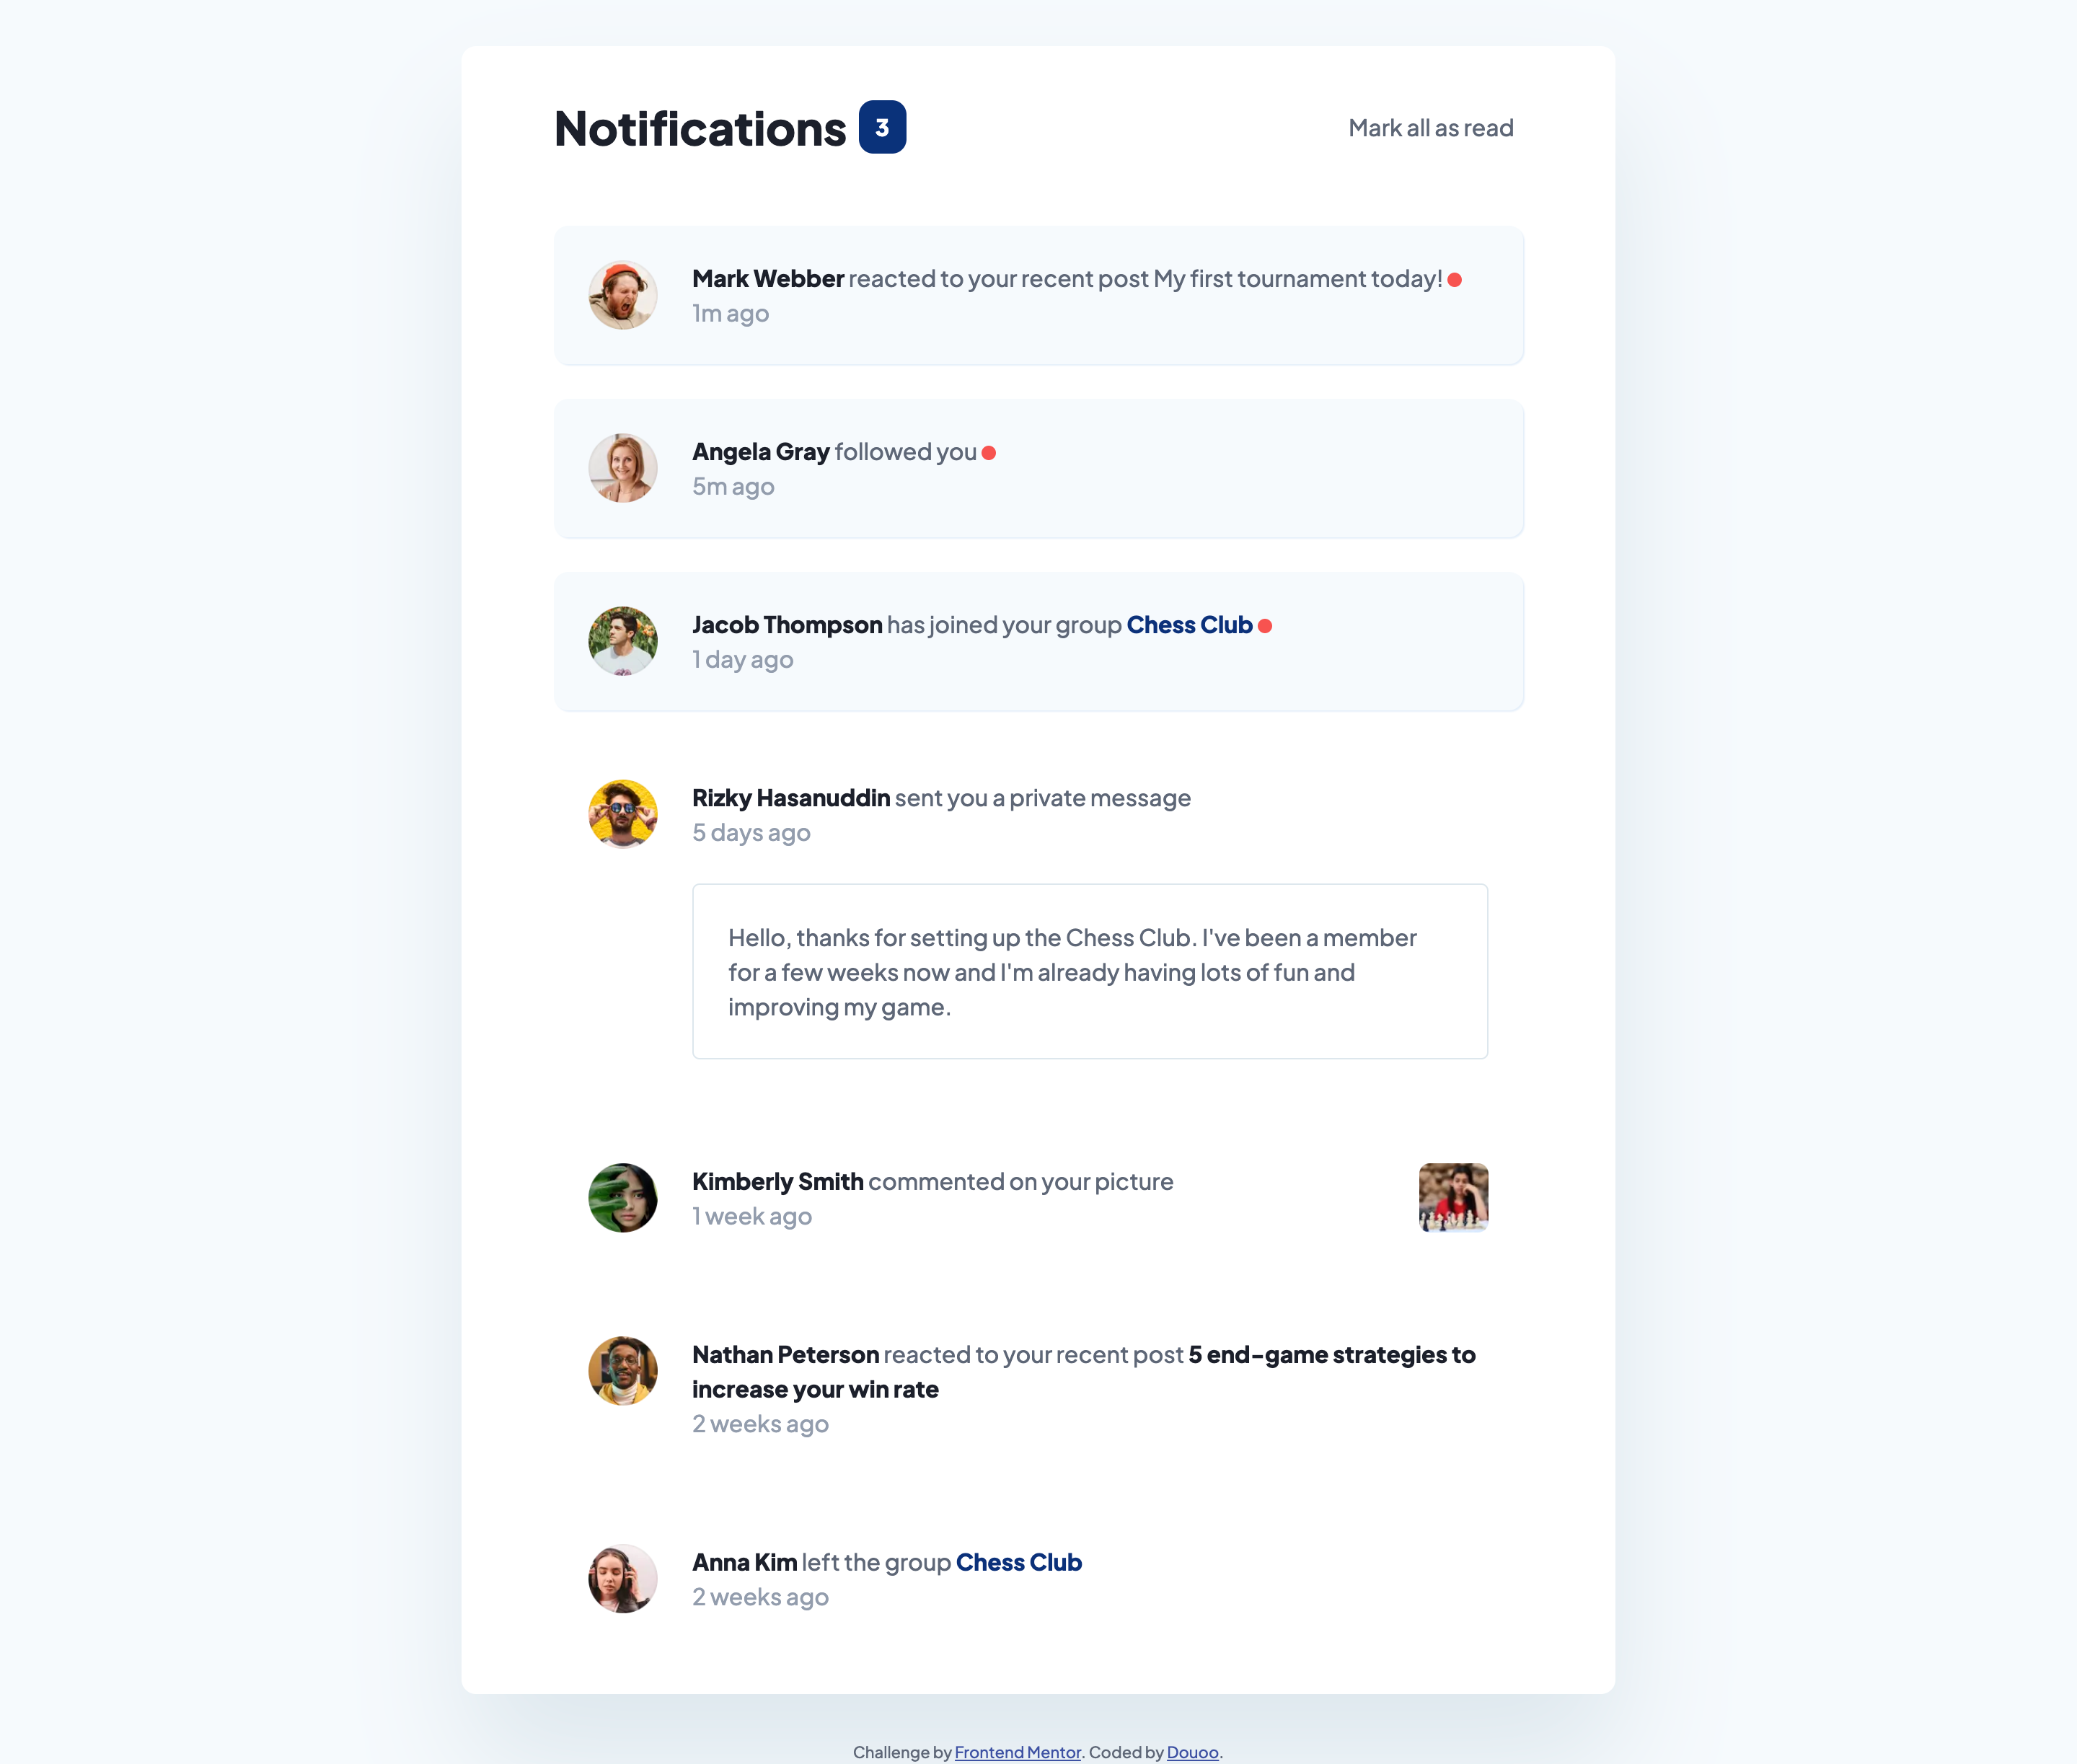 Notifications 3
Mark all as read
Mark Webber reacted to your recent post My first tournament today!
1m ago
Angela Gray followed you
5m ago
Jacob Thompson has joined your group Chess Club
1 day ago
Rizky Hasanuddin sent you a private message
5 days ago
Hello, thanks for setting up the Chess Club. I've been a member
for a few weeks now and I'm already having lots of fun and
improving my game.
Kimberly Smith commented on your picture
1 week ago
Nathan Peterson reacted to your recent post 5 end-game strategies to
increase your win rate
2 weeks ago
Anna Kim left the group Chess Club
2 weeks ago
Challenge by Frontend Mentor. Coded by Douoo.